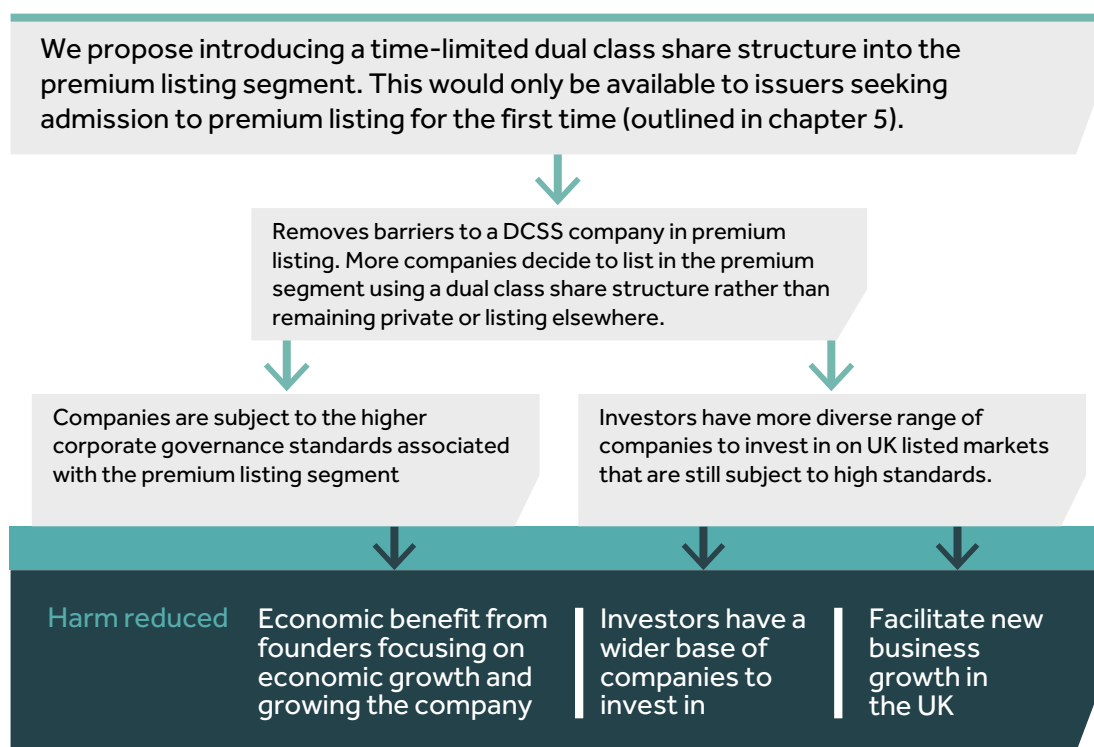 We propose introducing a time-limited dual class share structure into the
premium listing segment. This would only be available to issuers seeking
admission to premium listing for the first time (outlined in chapter 5).
Removes barriers to a DCSS company in premium
listing. More companies decide to list in the premium
segment using a dual class share structure rather than
remaining private or listing elsewhere.
Companies are subject to the higher
corporate governance standards associated
with the premium listing segment
Investors have more diverse range of
companies to invest in on UK listed markets
that are still subject to high standards.
Harm reduced
Economic benefit from
founders focusing on
economic growth and
growing the company
Investors have a
wider base of
companies to
invest in
Facilitate new
business
growth in
the UK